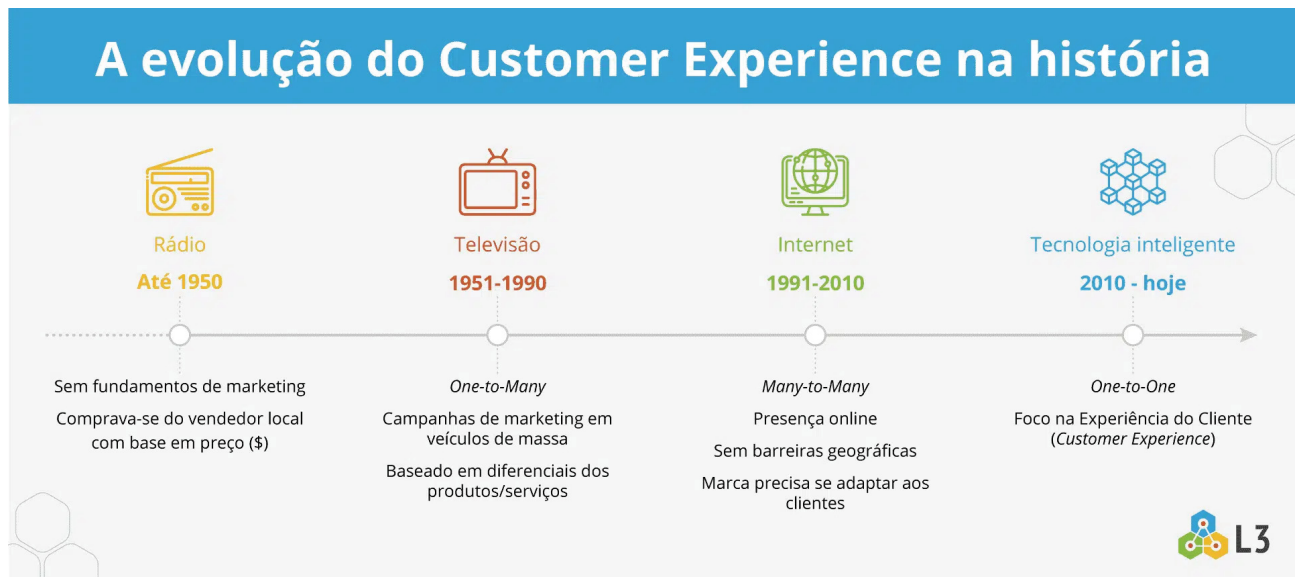 A evolução do Customer Experience na história
Rádio
Até 1950
Sem fundamentos de marketing
Comprava-se do vendedor local
com base em preço ($)
Televisão
1951-1990
One-to-Many
Campanhas de marketing em
veículos de massa
Baseado em diferenciais dos
produtos/serviços
Internet
1991-2010
Many-to-Many
Presença online
Sem barreiras geográficas
Marca precisa se adaptar aos
clientes
Tecnologia inteligente
2010 - hoje
One-to-One
Foco na Experiência do Cliente
(Customer Experience)
L3